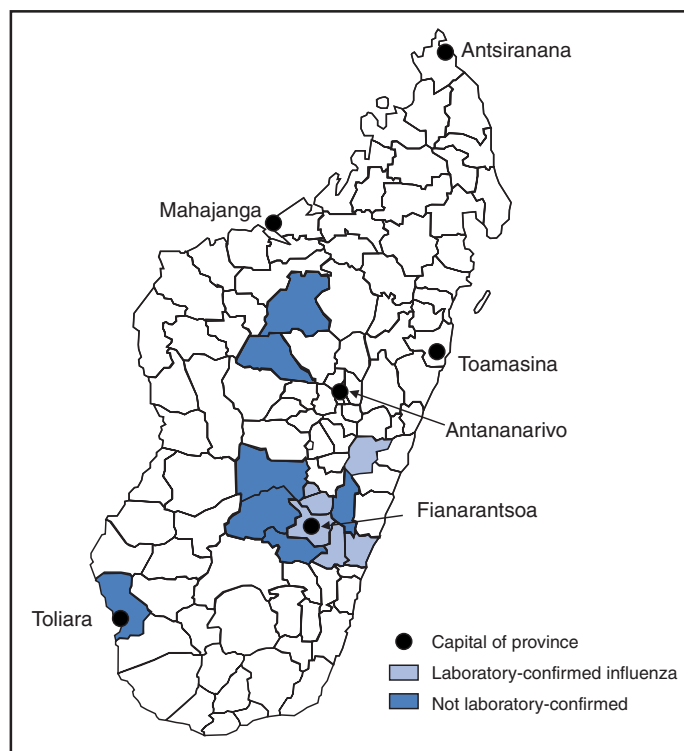 Antsiranana
Mahajanga
Toamasina
Antananarivo
Fianarantsoa
Toliara
Capital of province
Laboratory-confirmed influenza
Not laboratory-confirmed